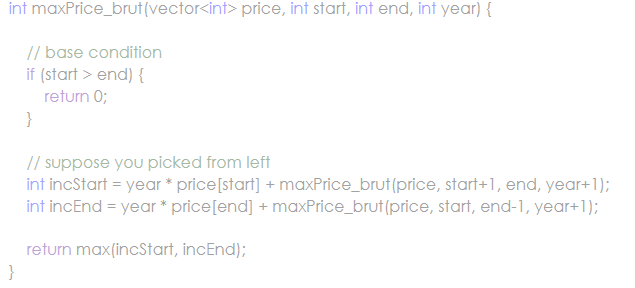 int maxPrice_brut(vector<int> price, int start, int end, int year) {
// base condition
if (start > end) {
return 0;
}
// suppose you picked from left
int incStart = year * price[start] + maxPrice_brut(price, start+1, end, year+1);
int incEnd = year * price[end] + maxPrice_brut(price, start, end-1, year+1);
return max(incStart, incEnd);
}